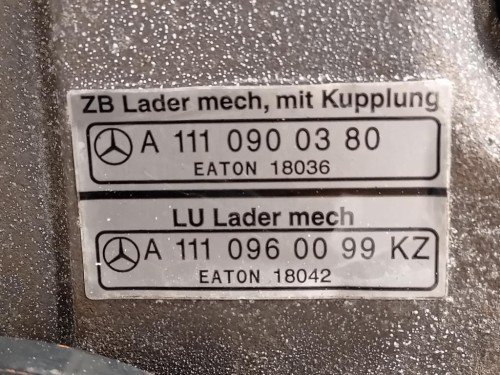 ZB Lader mech, mit Kupplung
A 111 090 03 80
EATON 18036
LU Lader mech
A 111 096 00 99 KZ
EATON 18042